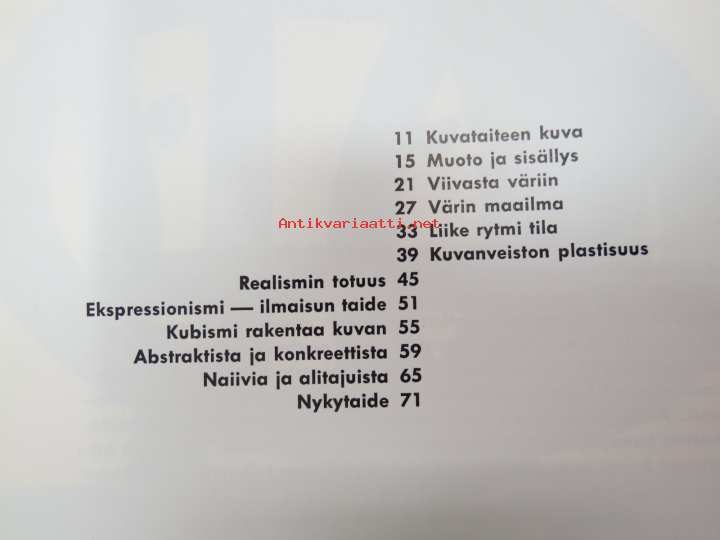 11 Kuvataiteen kuva
15 Muoto ja sisällys
21 Viivasta väriin
27 Värin maailma
Antikvariaatti.net
33 Liike rytmi tila
39 Kuvanveiston plastisuus
Realismin totuus 45
Ekspressionismi — ilmaisun taide 51
Kubismi rakentaa kuvan 55
Abstraktista ja konkreettista 59
Naiivia ja alitajuista 65
Nykytaide 71